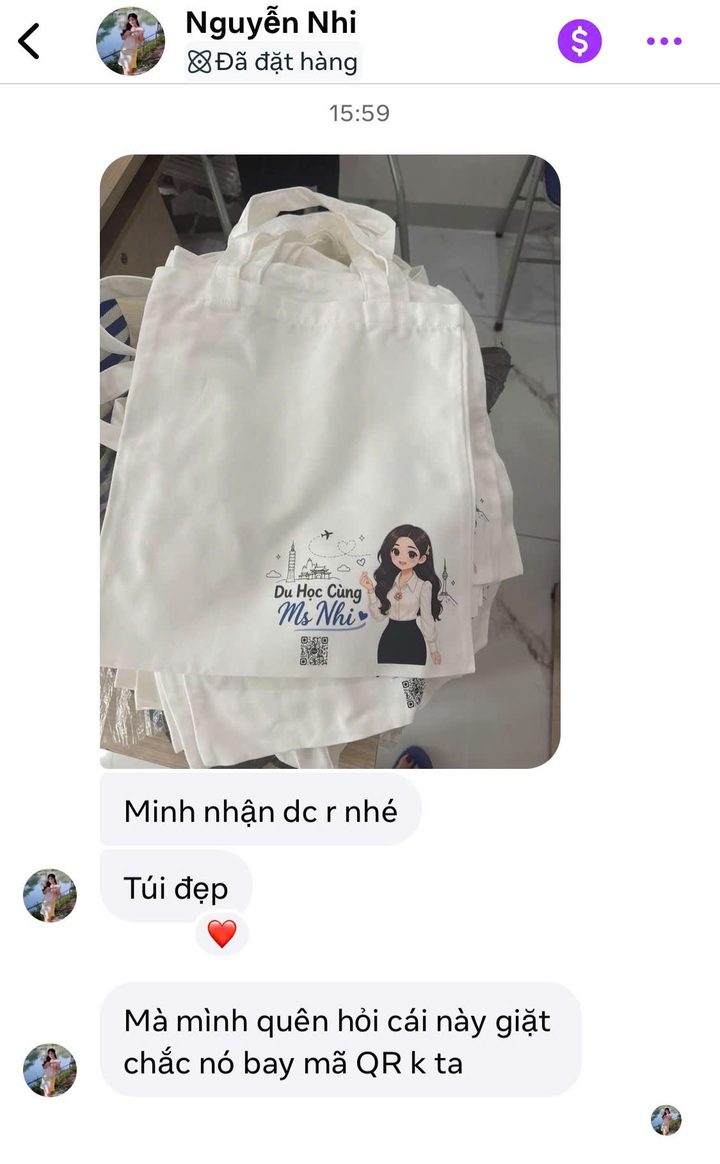 Nguyễn Nhi
Đã đặt hàng
15:59
Du Học Cùng
Ms Nhi
Minh nhận dc r nhé
Túi đẹp
Mà mình quên hỏi cái này giặt
chắc nó bay mã QR k ta